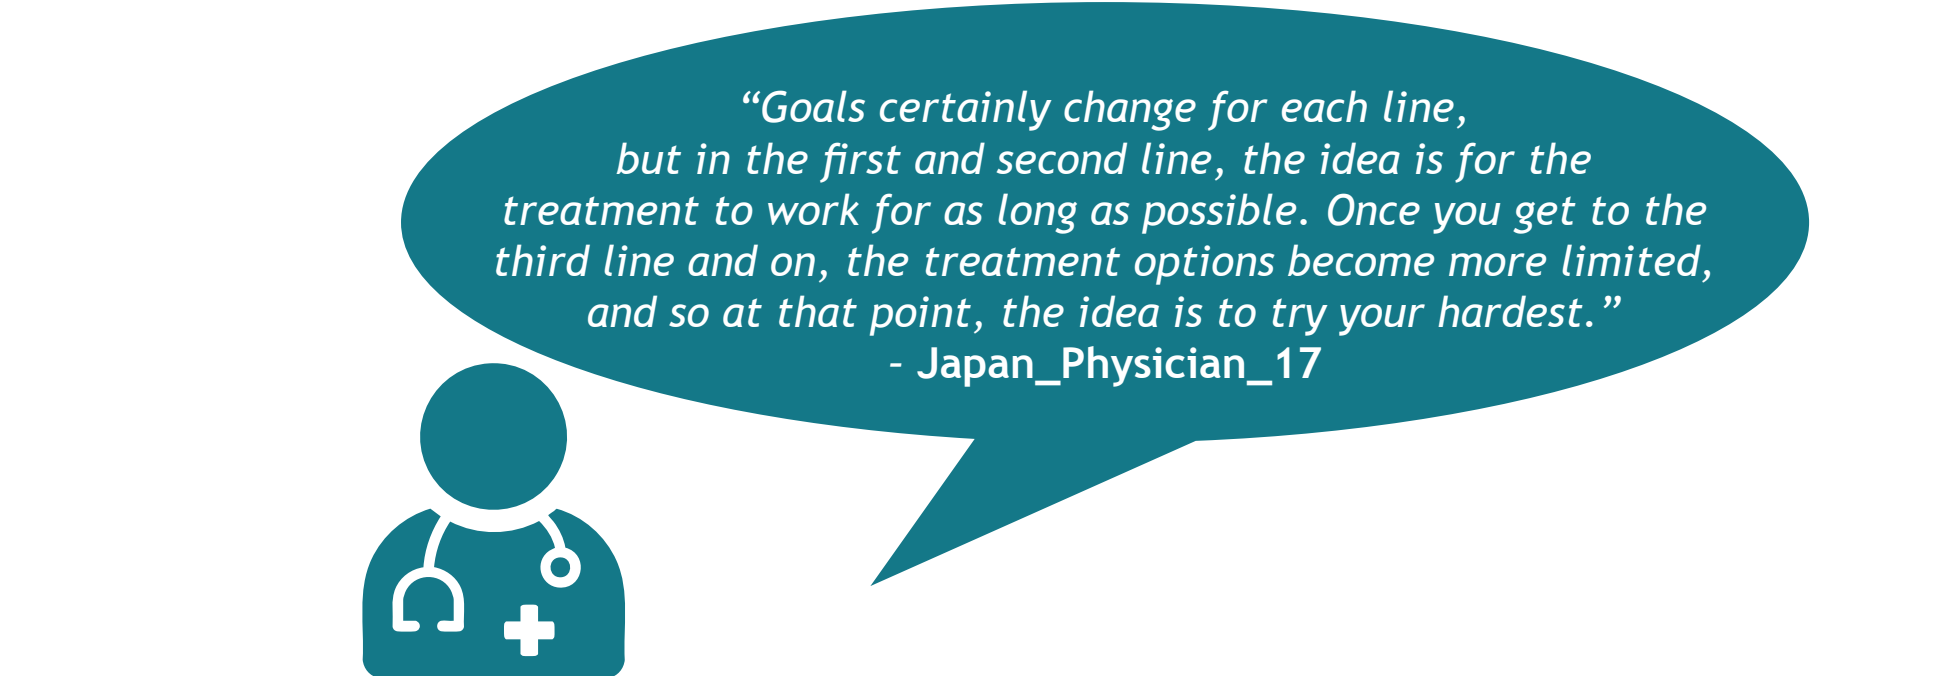 “Goals certainly change for each line,
but in the first and second line, the idea is for the
treatment to work for as long as possible. Once you get to the
third line and on, the treatment options become more limited,
and so at that point, the idea is to try your hardest.”
– Japan_Physician_17